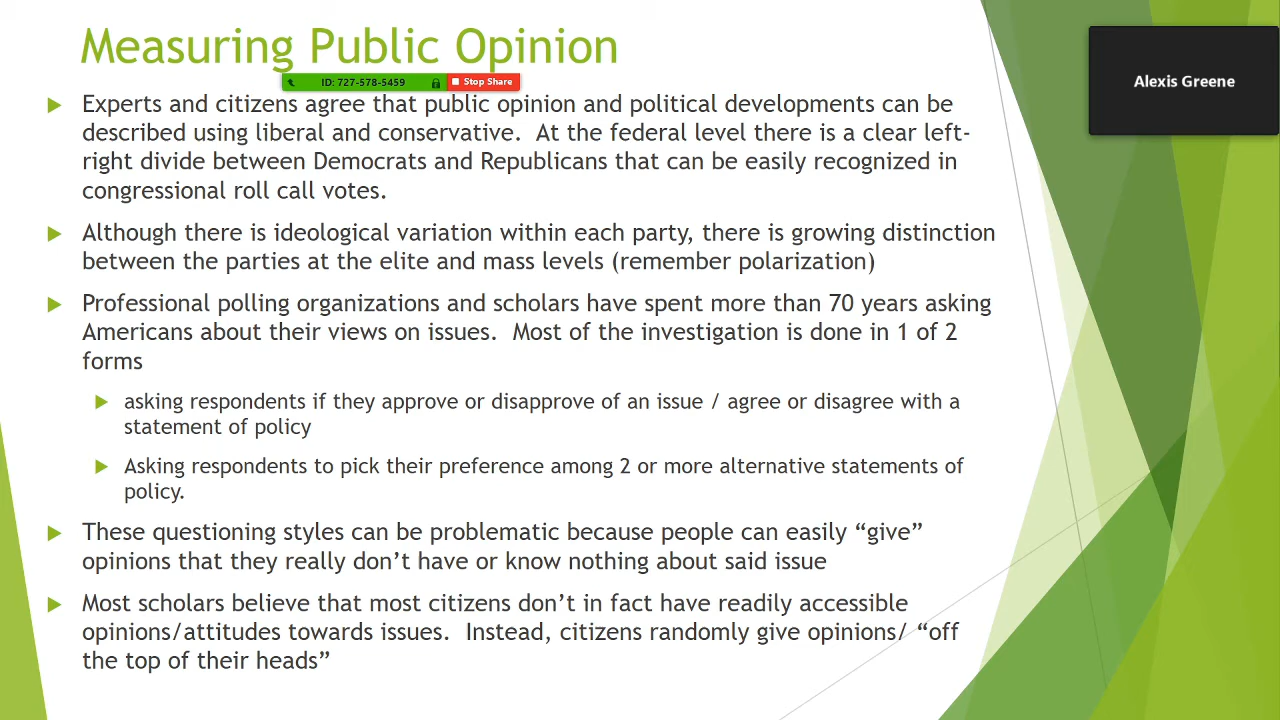 Measuring Public Opinion
ID: 727-578-5459
Stop Share
Alexis Greene
Experts and citizens agree that public opinion and political developments can be
described using liberal and conservative.  At the federal level there is a clear left-
right divide between Democrats and Republicans that can be easily recognized in
congressional roll call votes.
Although there is ideological variation within each party, there is growing distinction
between the parties at the elite and mass levels (remember polarization)
Professional polling organizations and scholars have spent more than 70 years asking
Americans about their views on issues.  Most of the investigation is done in 1 of 2
forms
asking respondents if they approve or disapprove of an issue / agree or disagree with a
statement of policy
Asking respondents to pick their preference among 2 or more alternative statements of
policy.
These questioning styles can be problematic because people can easily “give”
opinions that they really don’t have or know nothing about said issue
Most scholars believe that most citizens don’t in fact have readily accessible
opinions/attitudes towards issues.  Instead, citizens randomly give opinions/ “off
the top of their heads”